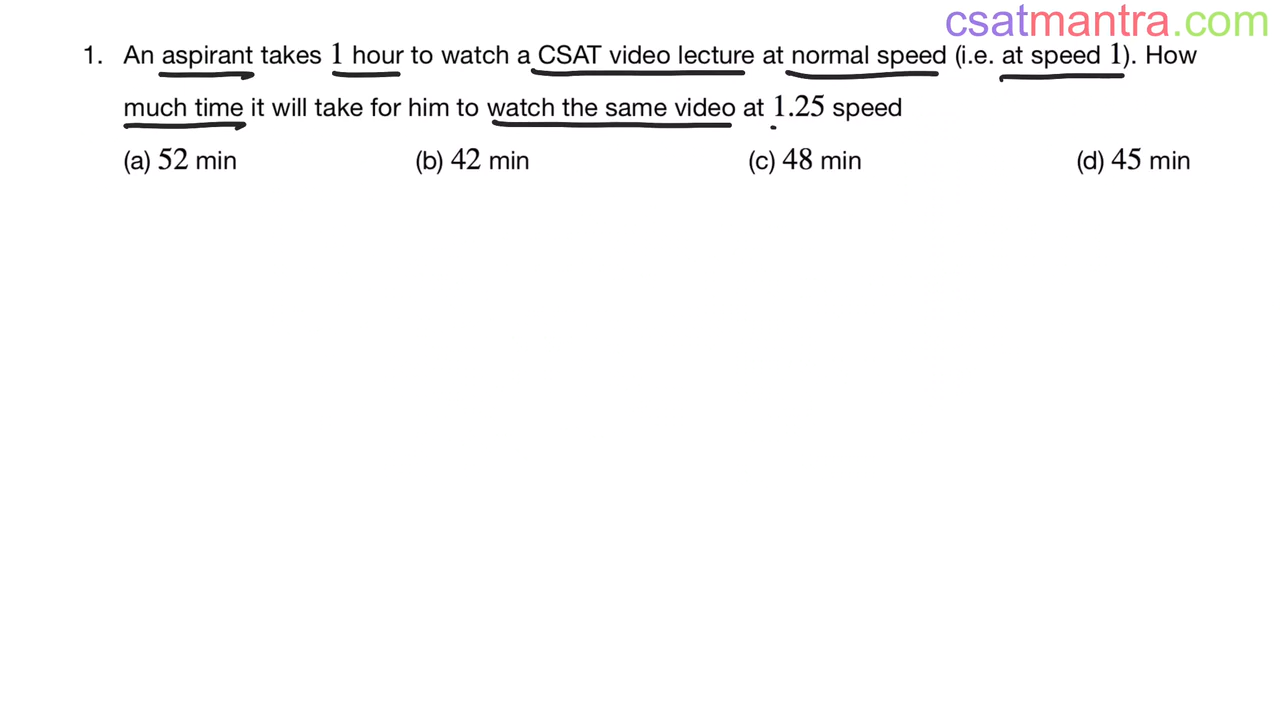 csatmantra.com
1. An aspirant takes 1 hour to watch a CSAT video lecture at normal speed (i.e. at speed 1). How
much time it will take for him to watch the same video at 1.25 speed
(a) 52 min (b) 42 min (c) 48 min (d) 45 min